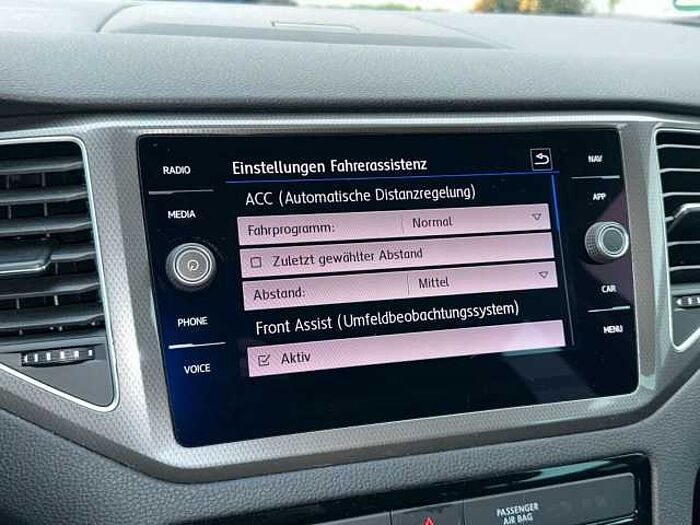 RADIO
MEDIA
PHONE
VOICE
Einstellungen Fahrerassistenz
ACC (Automatische Distanzregelung)
Fahrprogramm: Normal
Zuletzt gewählter Abstand
Abstand: Mittel
Front Assist (Umfeldbeobachtungssystem)
Aktiv
NAV
APP
CAR
MENU
PASSENGER
AIR BAG